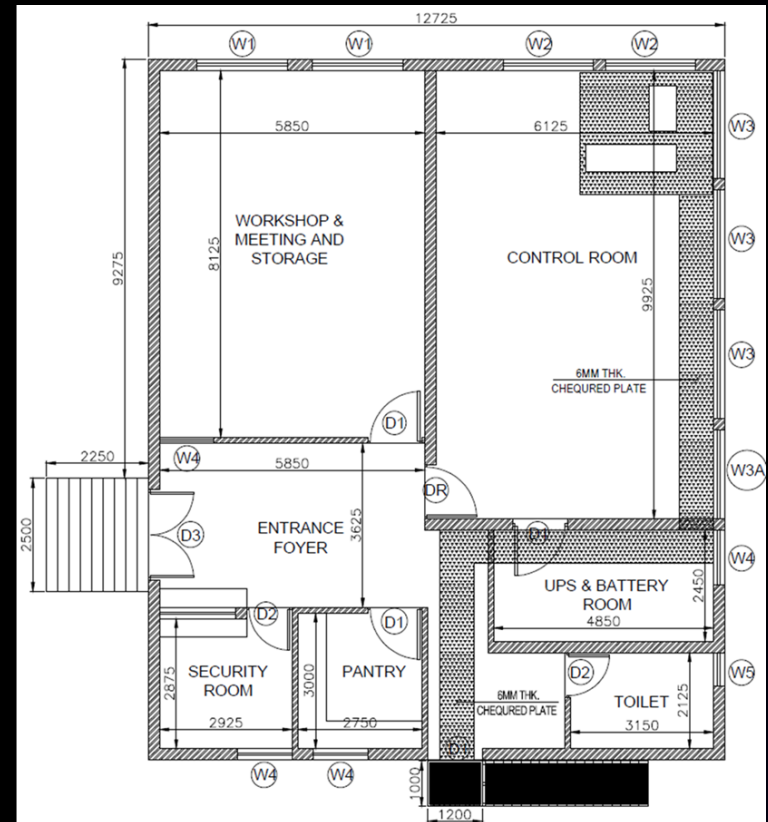 12725
W1
W1
W2
W2
5850
6125
W3
WORKSHOP &
MEETING AND
STORAGE
8125
9275
CONTROL ROOM
9925
W3
W3
6MM THK.
CHEQURED PLATE
D1
W4
5850
2250
W3A
DR
2500
D3
ENTRANCE
FOYER
3625
D1
W4
UPS & BATTERY
ROOM
4850
2450
D2
D1
SECURITY
ROOM
2875
2925
PANTRY
3000
2750
6MM THK.
CHEQURED PLATE
D2
TOILET
3150
2125
W5
D1
W4
W4
1000
1200